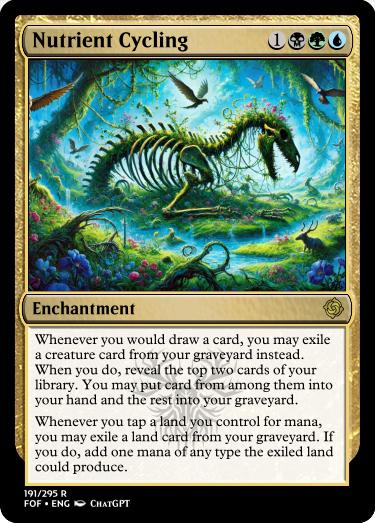 Nutrient Cycling
1
Enchantment
Whenever you would draw a card, you may exile
a creature card from your graveyard instead.
When you do, reveal the top two cards of your
library. You may put card from among them into
your hand and the rest into your graveyard.
Whenever you tap a land you control for mana,
you may exile a land card from your graveyard. If
you do, add one mana of any type the exiled land
could produce.
191/295 R
FOF • ENG ChatGPT